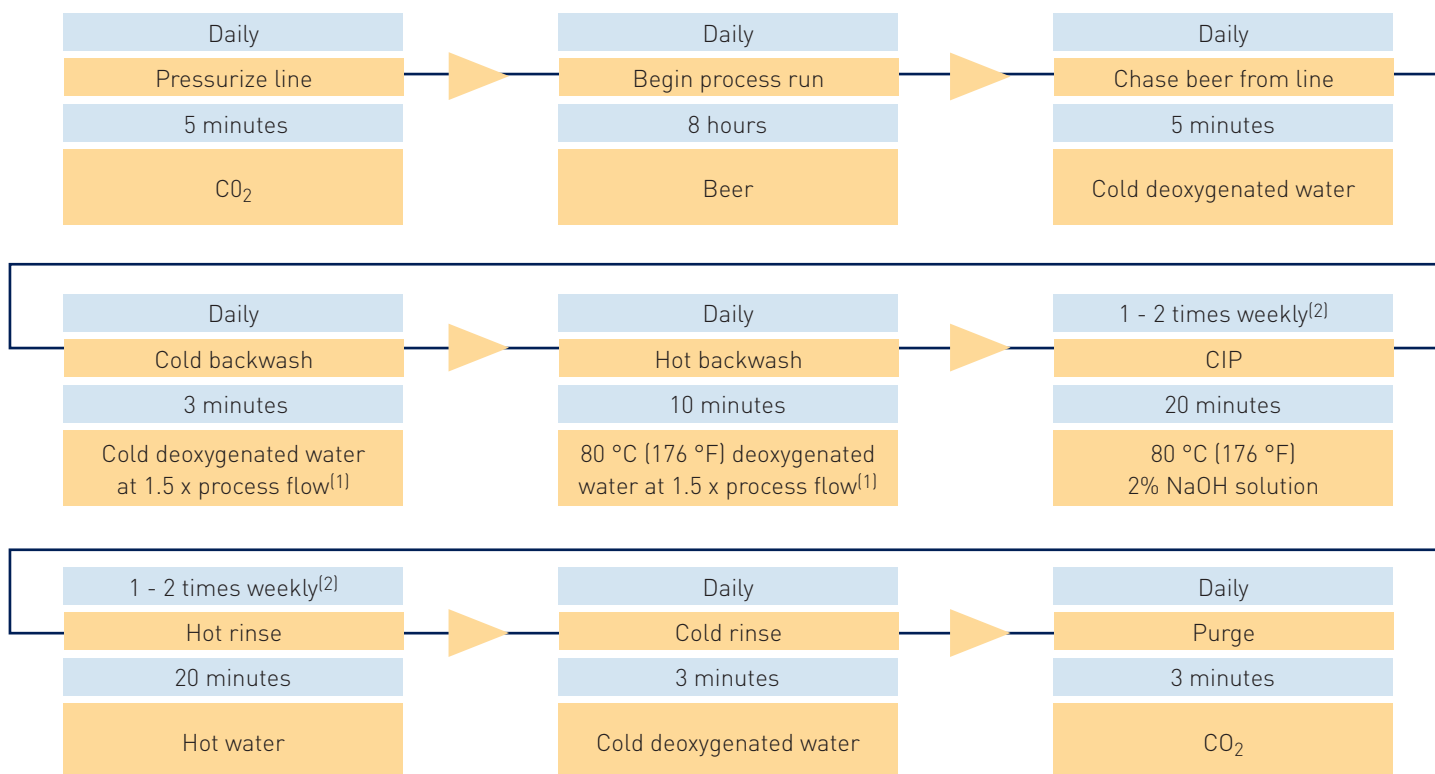 Daily
Pressurize line
5 minutes
C0₂
Daily
Begin process run
8 hours
Beer
Daily
Chase beer from line
5 minutes
Cold deoxygenated water
Daily
Cold backwash
3 minutes
Cold deoxygenated water
at 1.5 x process flow⁽¹⁾
Daily
Hot backwash
10 minutes
80 °C (176 °F) deoxygenated
water at 1.5 x process flow⁽¹⁾
1 - 2 times weekly⁽²⁾
CIP
20 minutes
80 °C (176 °F)
2% NaOH solution
1 - 2 times weekly⁽²⁾
Hot rinse
20 minutes
Hot water
Daily
Cold rinse
3 minutes
Cold deoxygenated water
Daily
Purge
3 minutes
CO₂